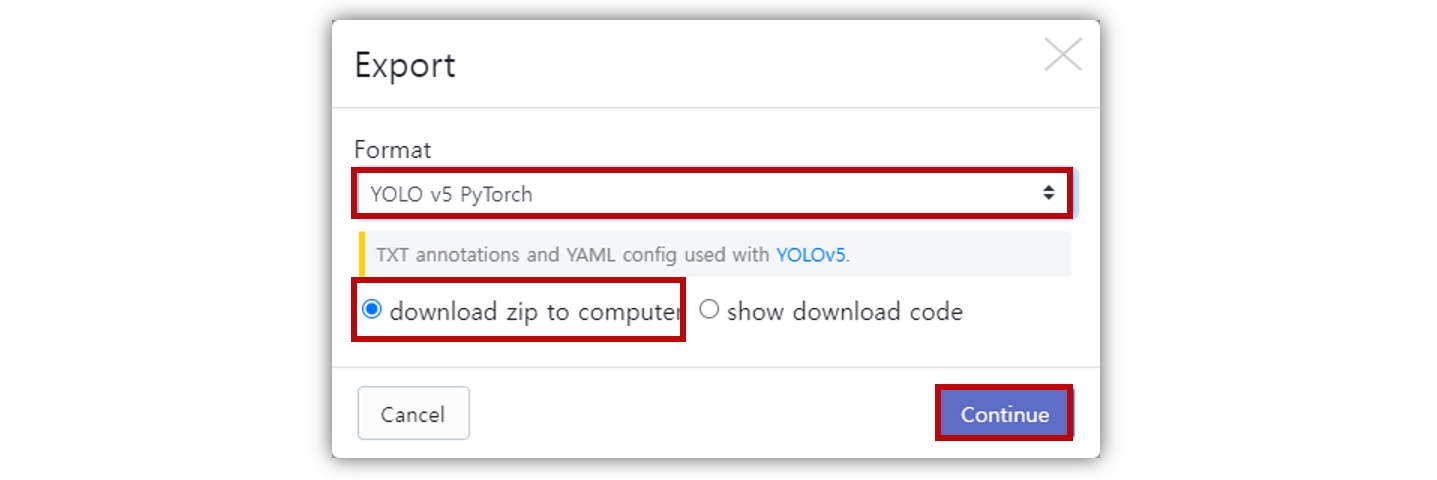 Export
Format
YOLO v5 PyTorch
TXT annotations and YAML config used with YOLOv5.
download zip to computer show download code
Cancel Continue